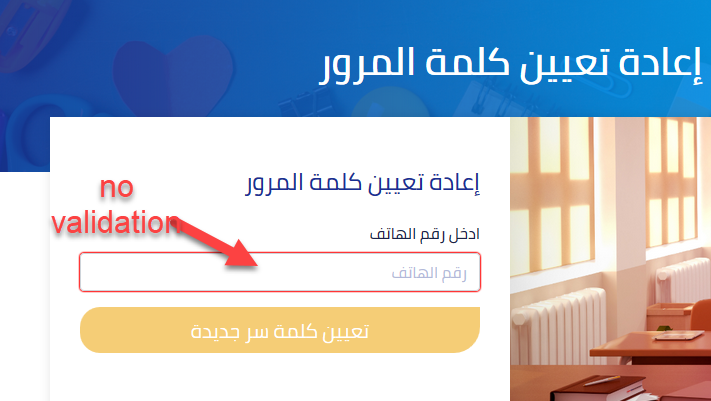 إعادة تعيين كلمة المرور
إعادة تعيين كلمة المرور
no
validation
ادخل رقم الهاتف
رقم الهاتف
تعيين كلمة سر جديدة